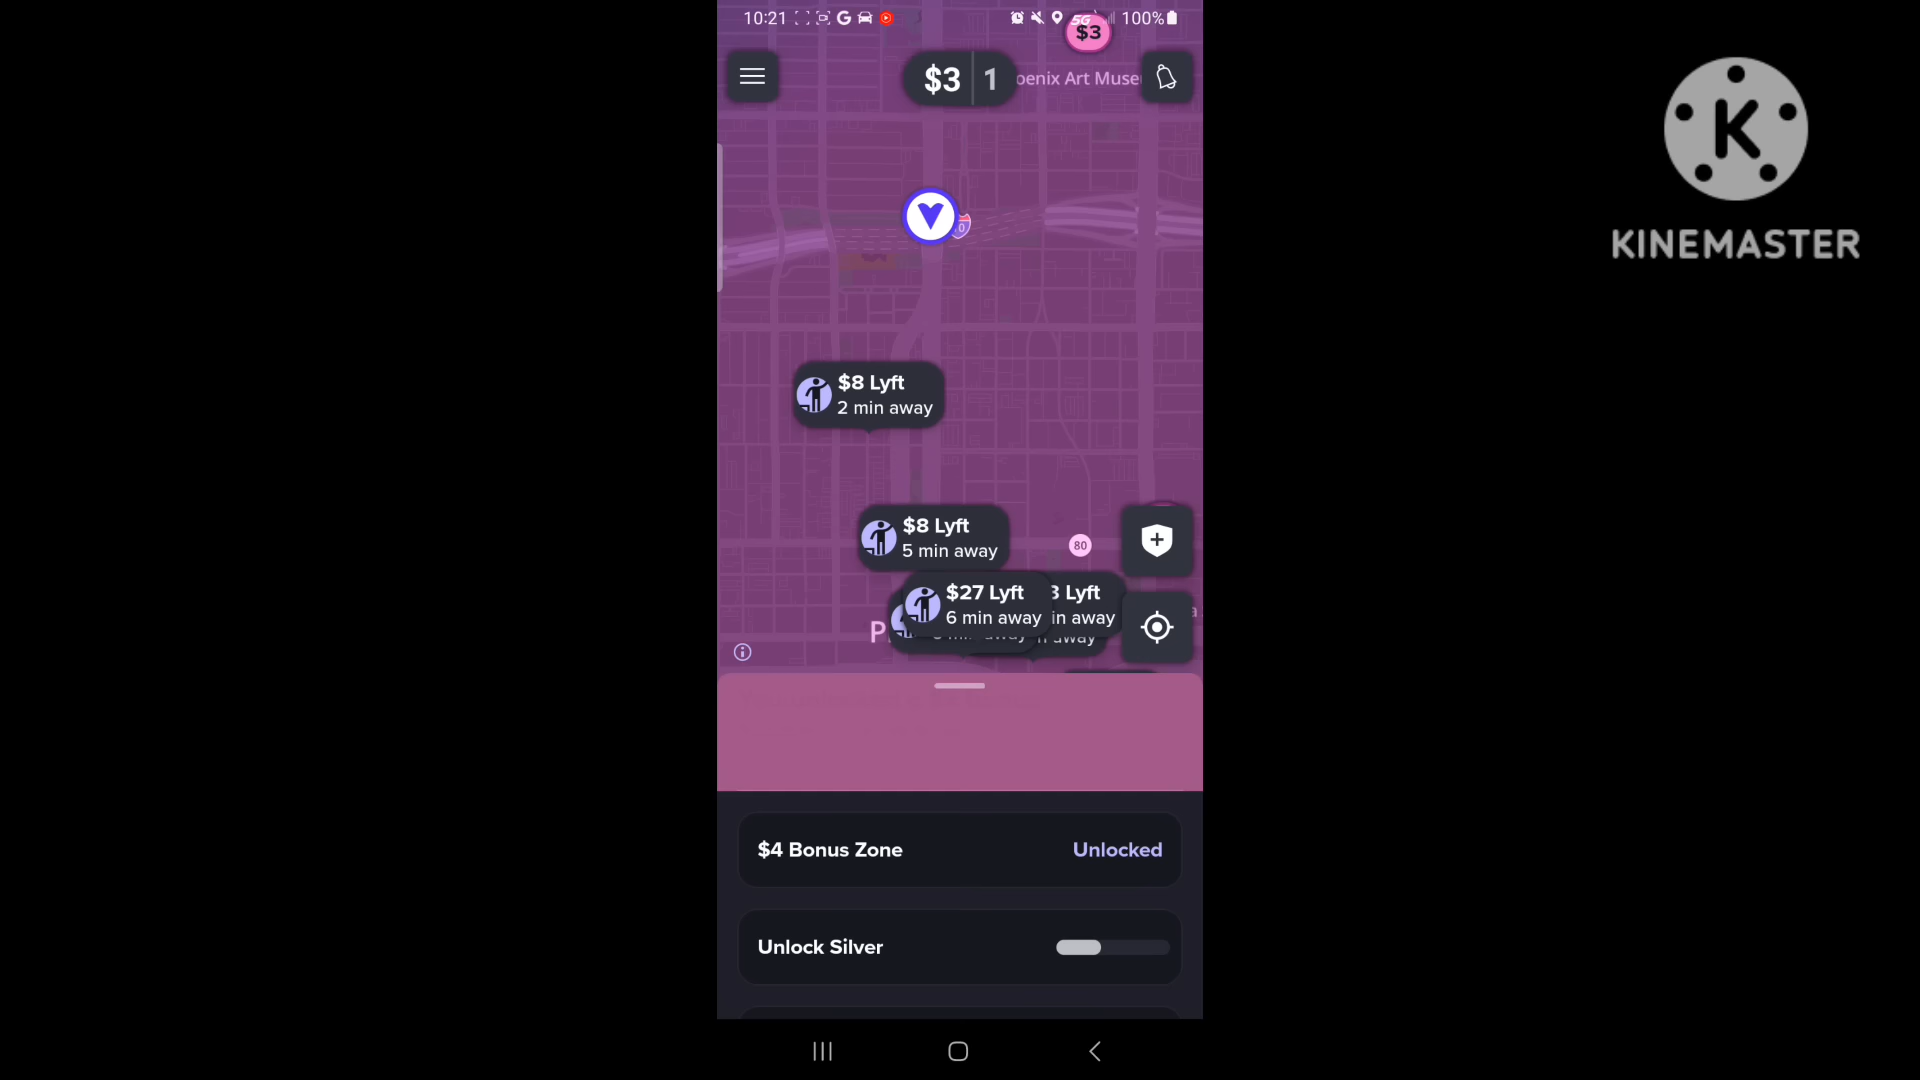 10:21
5G
100%
$3
$3
1
oenix Art Muse
K
KINEMASTER
$8 Lyft
2 min away
$8 Lyft
5 min away
80
$27 Lyft
3 Lyft
6 min away
in away
P
$4 Bonus Zone
Unlocked
Unlock Silver